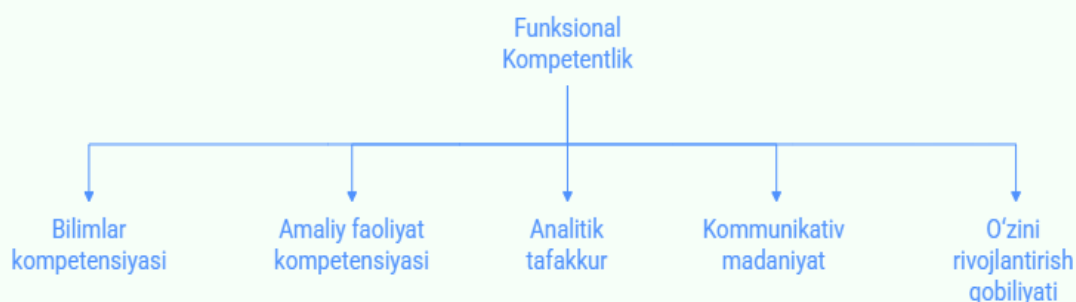 Funksional
Kompetentlik
Bilimlar
kompetensiyasi
Amaliy faoliyat
kompetensiyasi
Analitik
tafakkur
Kommunikativ
madaniyat
O‘zini
rivojlantirish
qobiliyati